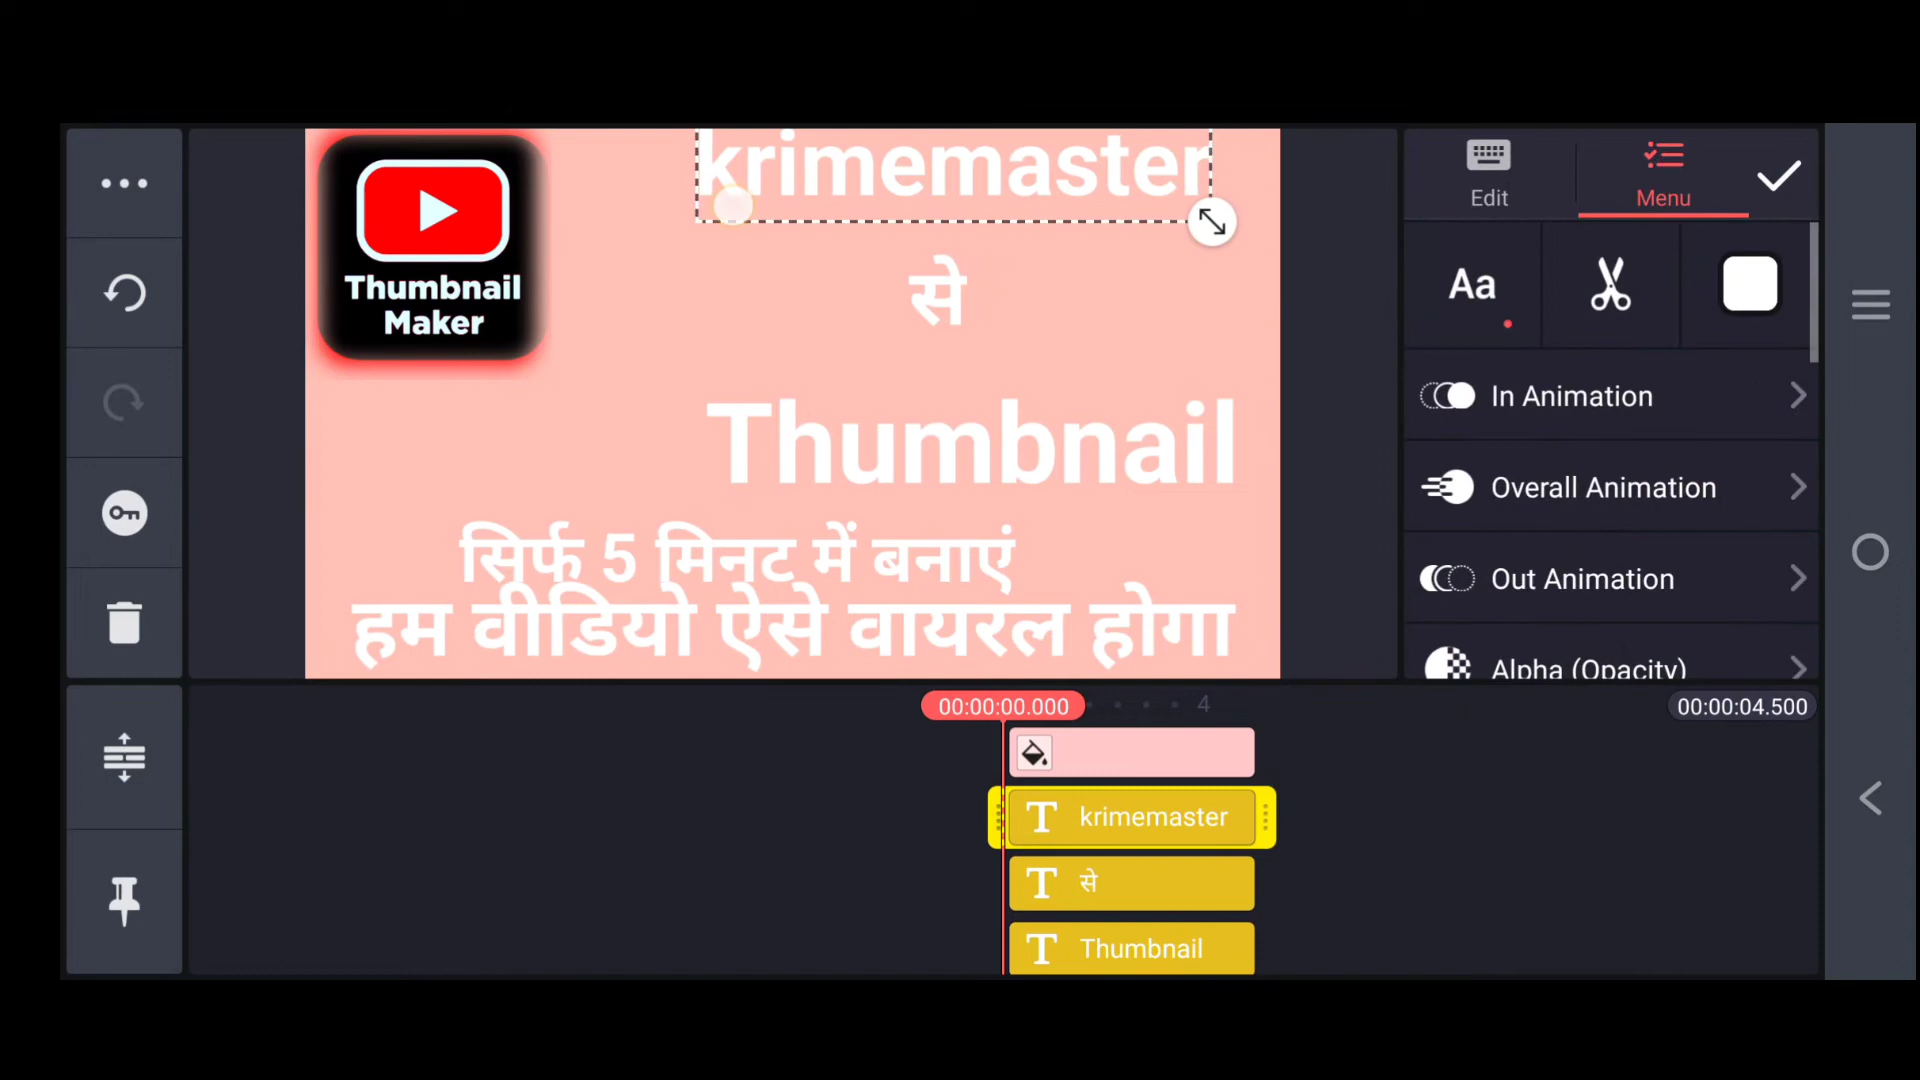 Thumbnail
Maker
krimemaster
से
Thumbnail
सिर्फ 5 मिनट में बनाएं
हम वीडियो ऐसे वायरल होगा
Edit
Menu
Aa
In Animation
Overall Animation
Out Animation
Alpha (Opacity)
00:00:00.000
4
00:00:04.500
T krimemaster
T से
T Thumbnail